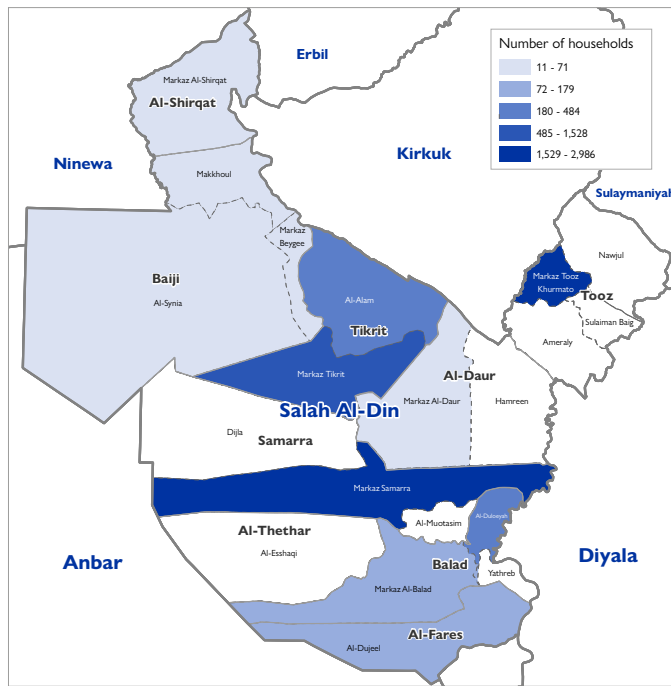 Number of households
11 - 71
72 - 179
180 - 484
485 - 1,528
1,529 - 2,986
Erbil
Markaz Al-Shirqat
Al-Shirqat
Kirkuk
Ninewa
Makkhoul
Sulaymaniyah
Markaz
Beygee
Nawjul
Baiji
Markaz Tooz
Khurmato
Tooz
Al-Synia
Al-Alam
Tikrit
Sulaiman Baig
Ameraly
Markaz Tikrit
Al-Daur
Markaz Al-Daur
Hamreen
Salah Al-Din
Dijla
Samarra
Markaz Samarra
Al-Duloeyah
Al-Thethar
Al-Muotasim
Al-Esshaqi
Anbar
Balad
Diyala
Yathreb
Markaz Al-Balad
Al-Fares
Al-Dujeel